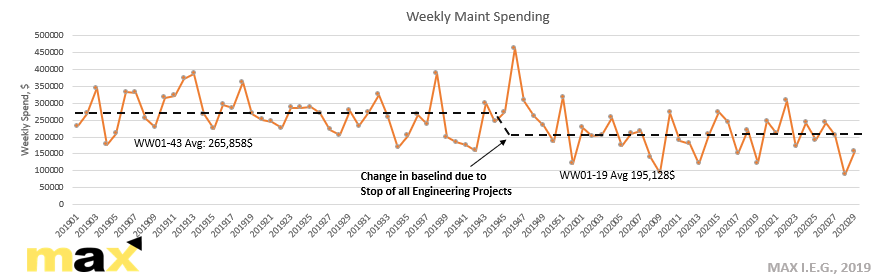 Weekly Maint Spending
Weekly Spend, $
500000
450000
400000
350000
300000
250000
200000
150000
100000
50000
0
WW01-43 Avg: 265,858$
Change in baselind due to
Stop of all Engineering Projects
WW01-19 Avg 195,128$
201901 201903 201905 201907 201909 201911 201913 201915 201917 201919 201921 201923 201925 201927 201929 201931 201933 201935 201937 201939 201941 201943 201945 201947 201949 201951 202001 202003 202005 202007 202009 202011 202013 202015 202017 202019 202021 202023 202025 202027 202029
max
MAX I.E.G., 2019